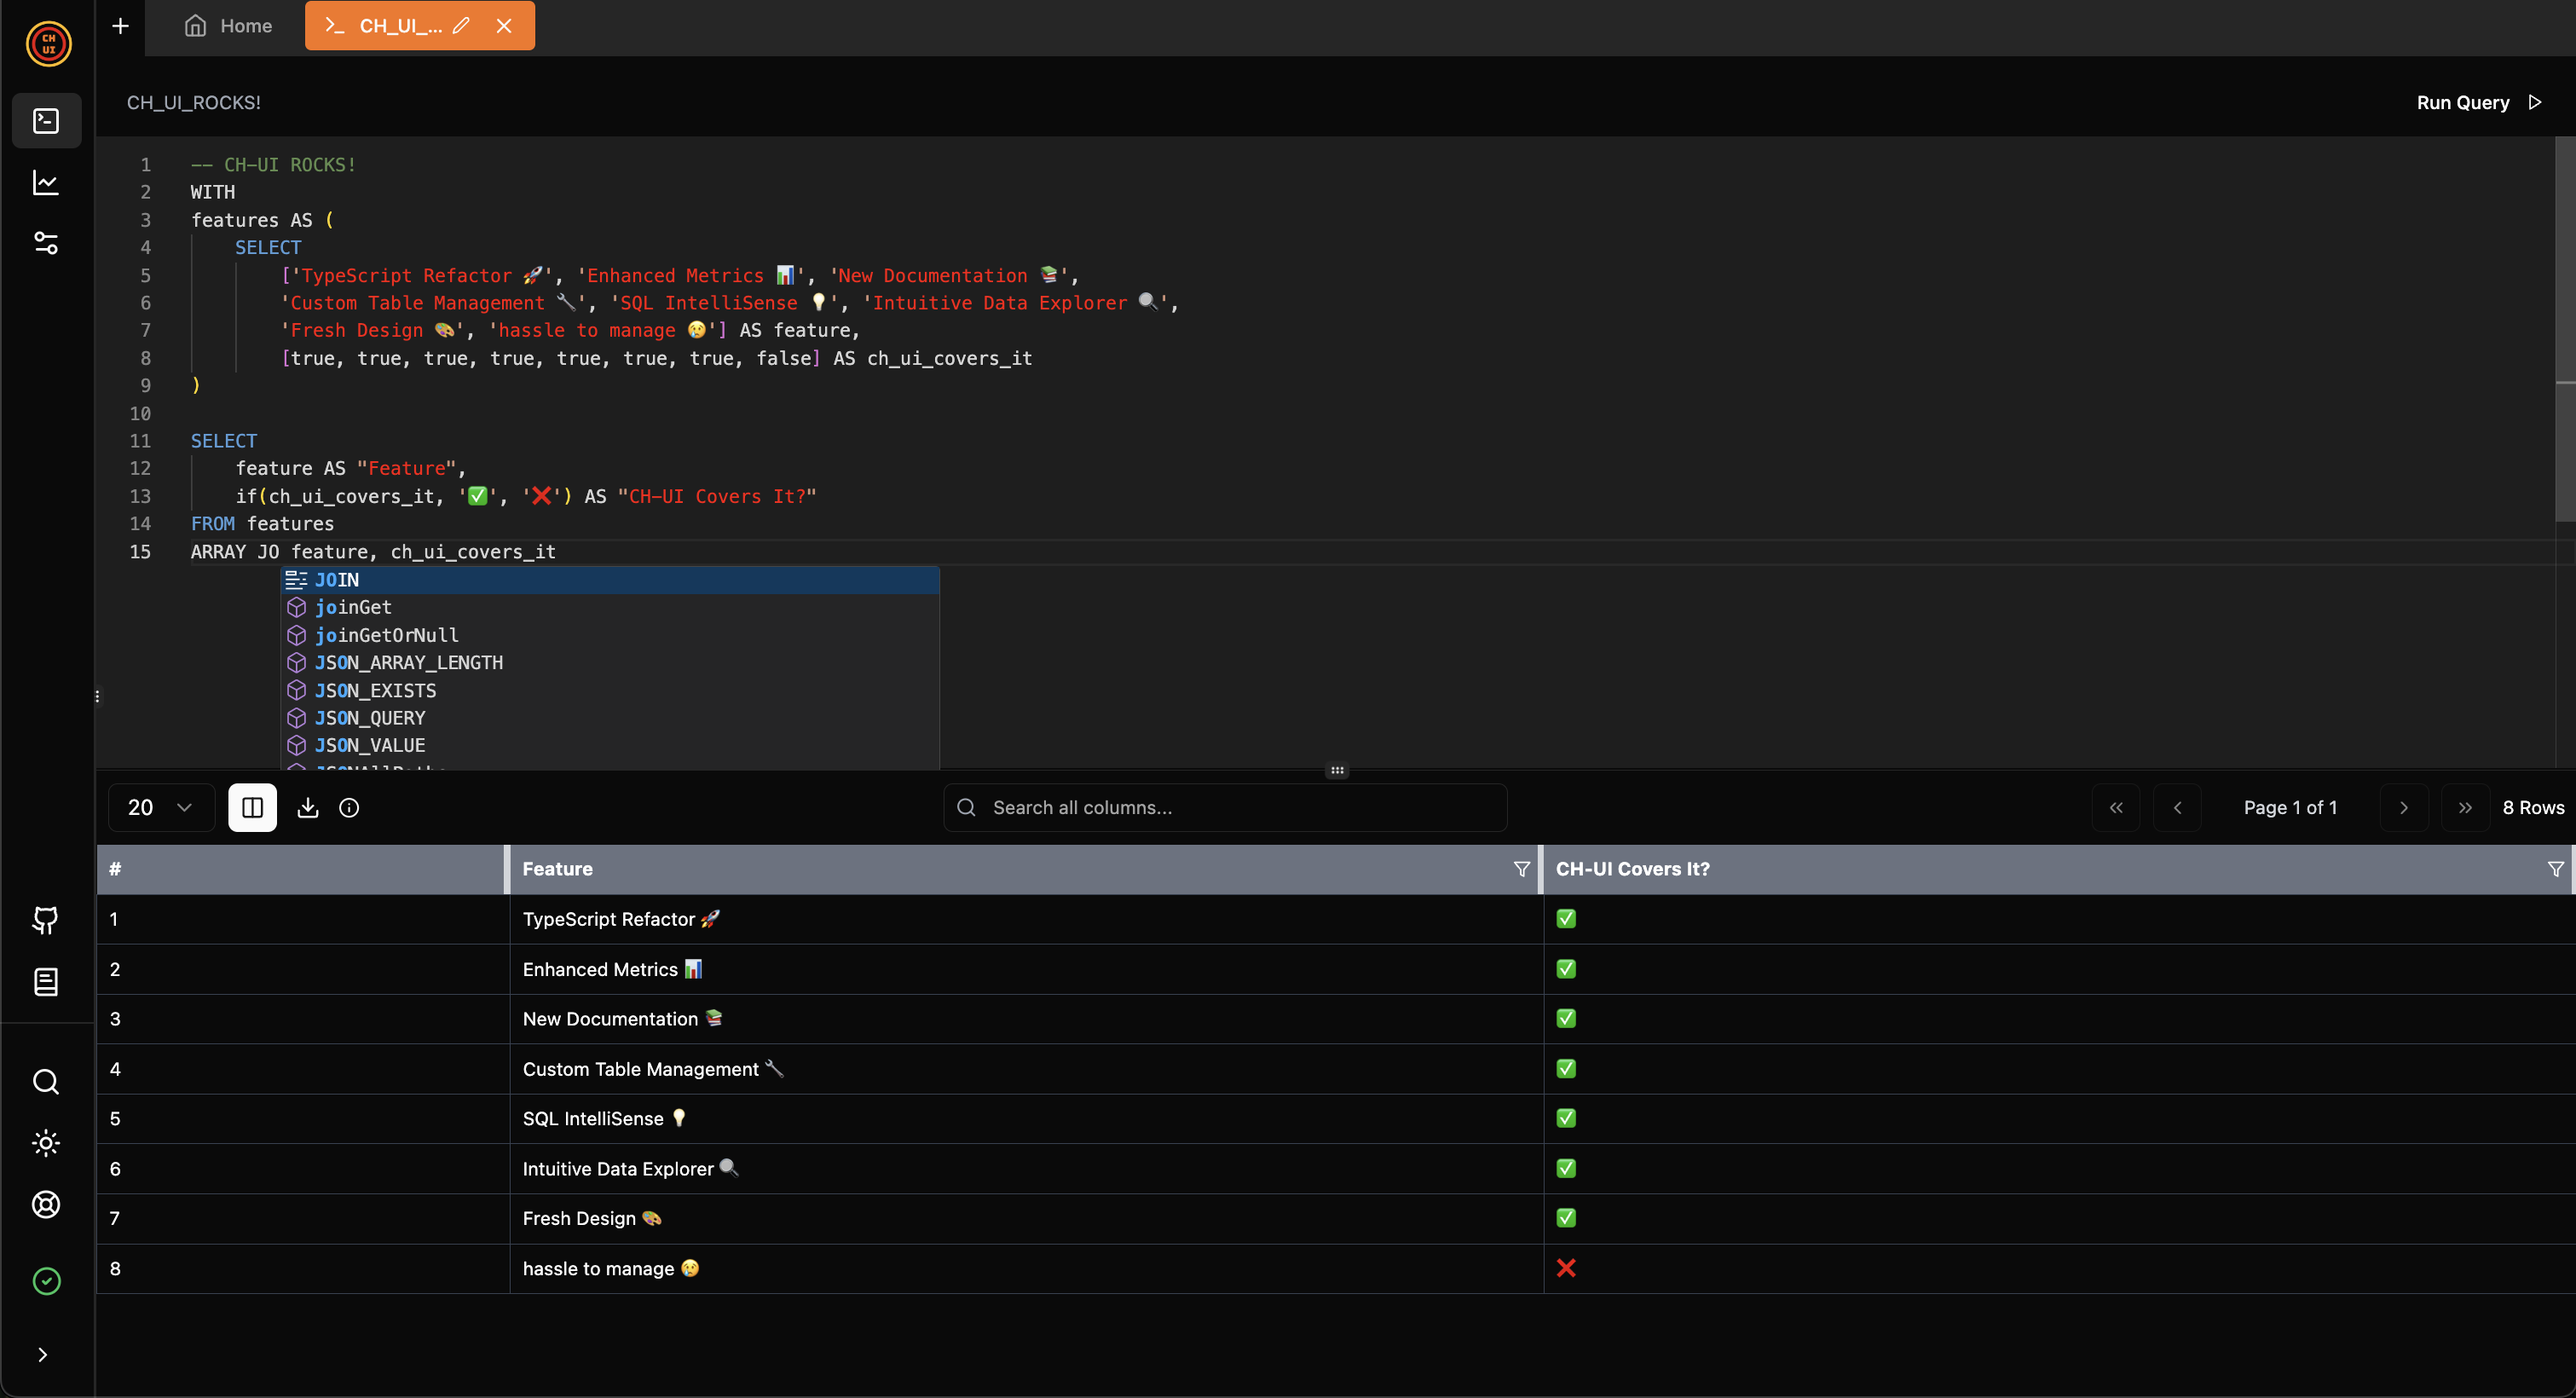 CH
UI
Home
CH_UI_...
CH_UI_ROCKS!
Run Query
1 -- CH-UI ROCKS!
2 WITH
3 features AS (
4 SELECT
5 ['TypeScript Refactor 🚀', 'Enhanced Metrics 📊', 'New Documentation 📚',
6 'Custom Table Management 🔧', 'SQL IntelliSense 💡', 'Intuitive Data Explorer 🔍',
7 'Fresh Design 🎨', 'hassle to manage 😢'] AS feature,
8 [true, true, true, true, true, true, true, false] AS ch_ui_covers_it
9 )
10
11 SELECT
12 feature AS "Feature",
13 if(ch_ui_covers_it, '✅', '❌') AS "CH-UI Covers It?"
14 FROM features
15 ARRAY JO feature, ch_ui_covers_it
JOIN
joinGet
joinGetOrNull
JSON_ARRAY_LENGTH
JSON_EXISTS
JSON_QUERY
JSON_VALUE
20
Search all columns...
Page 1 of 1
8 Rows
# Feature CH-UI Covers It?
1 TypeScript Refactor 🚀 ✅
2 Enhanced Metrics 📊 ✅
3 New Documentation 📚 ✅
4 Custom Table Management 🔧 ✅
5 SQL IntelliSense 💡 ✅
6 Intuitive Data Explorer 🔍 ✅
7 Fresh Design 🎨 ✅
8 hassle to manage 😢 ❌